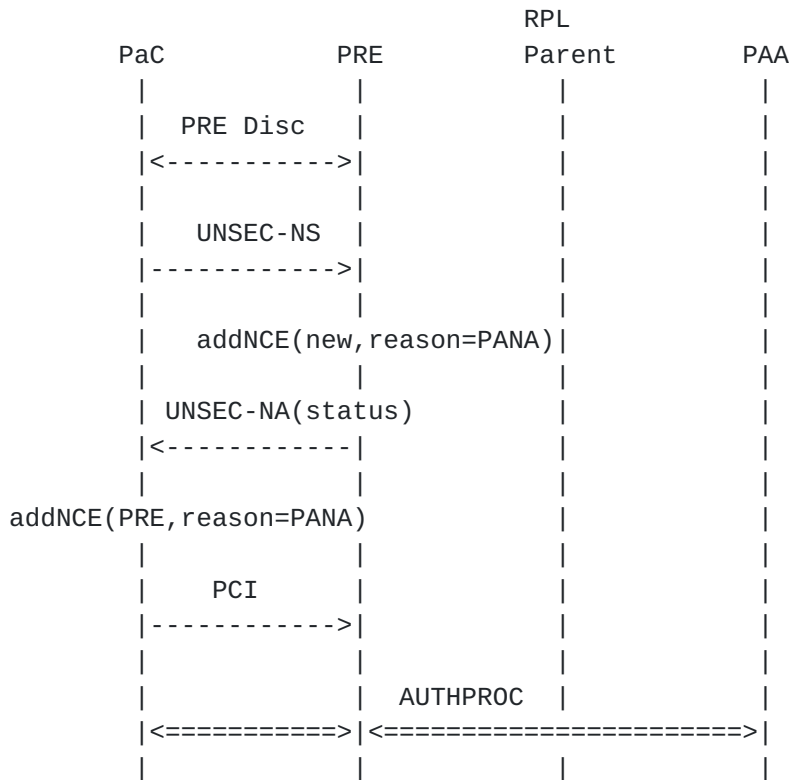 RPL
PaC PRE Parent PAA
| | | |
| PRE Disc | | |
|<----------->| | |
| | | |
| UNSEC-NS | | |
|------------>| | |
| | | |
| addNCE(new,reason=PANA)| |
| | | |
| UNSEC-NA(status) | |
|<------------| | |
| | | |
addNCE(PRE,reason=PANA) | |
| | | |
| PCI | | |
|------------>| | |
| | | |
| | AUTHPROC | |
|<===========>|<=======================>|
| | | |